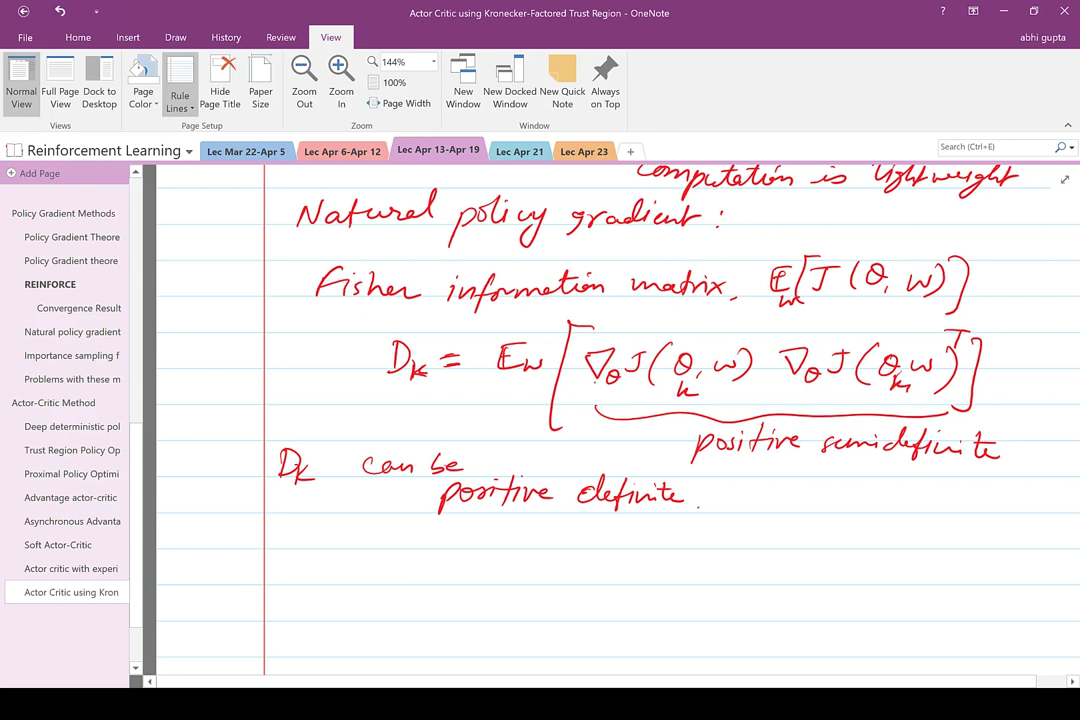 Actor Critic using Kronecker-Factored Trust Region - OneNote
?
File Home Insert Draw History Review View
abhi gupta
Normal View
Full Page View
Dock to Desktop
Page Color
Rule Lines
Hide Page Title
Paper Size
Zoom Out
Zoom In
144%
100%
Page Width
New Window
New Docked Window
New Quick Note
Always on Top
Views
Page Setup
Zoom
Window
Reinforcement Learning
Lec Mar 22-Apr 5
Lec Apr 6-Apr 12
Lec Apr 13-Apr 19
Lec Apr 21
Lec Apr 23
+
Search (Ctrl+E)
Add Page
Policy Gradient Methods
Policy Gradient Theore
Policy Gradient theore
REINFORCE
Convergence Result
Natural policy gradient
Importance sampling f
Problems with these m
Actor-Critic Method
Deep deterministic pol
Trust Region Policy Op
Proximal Policy Optimi
Advantage actor-critic
Asynchronous Advanta
Soft Actor-Critic
Actor critic with experi
Actor Critic using Kron
computation is lightweight
Natural policy gradient :
Fisher information matrix. 𝔼_w[J(θ, w)]
D_k = E_w [∇_θ J(θ_k, w) ∇_θ J(θ_k, w)^T]
positive semidefinite
D_k can be
positive definite.